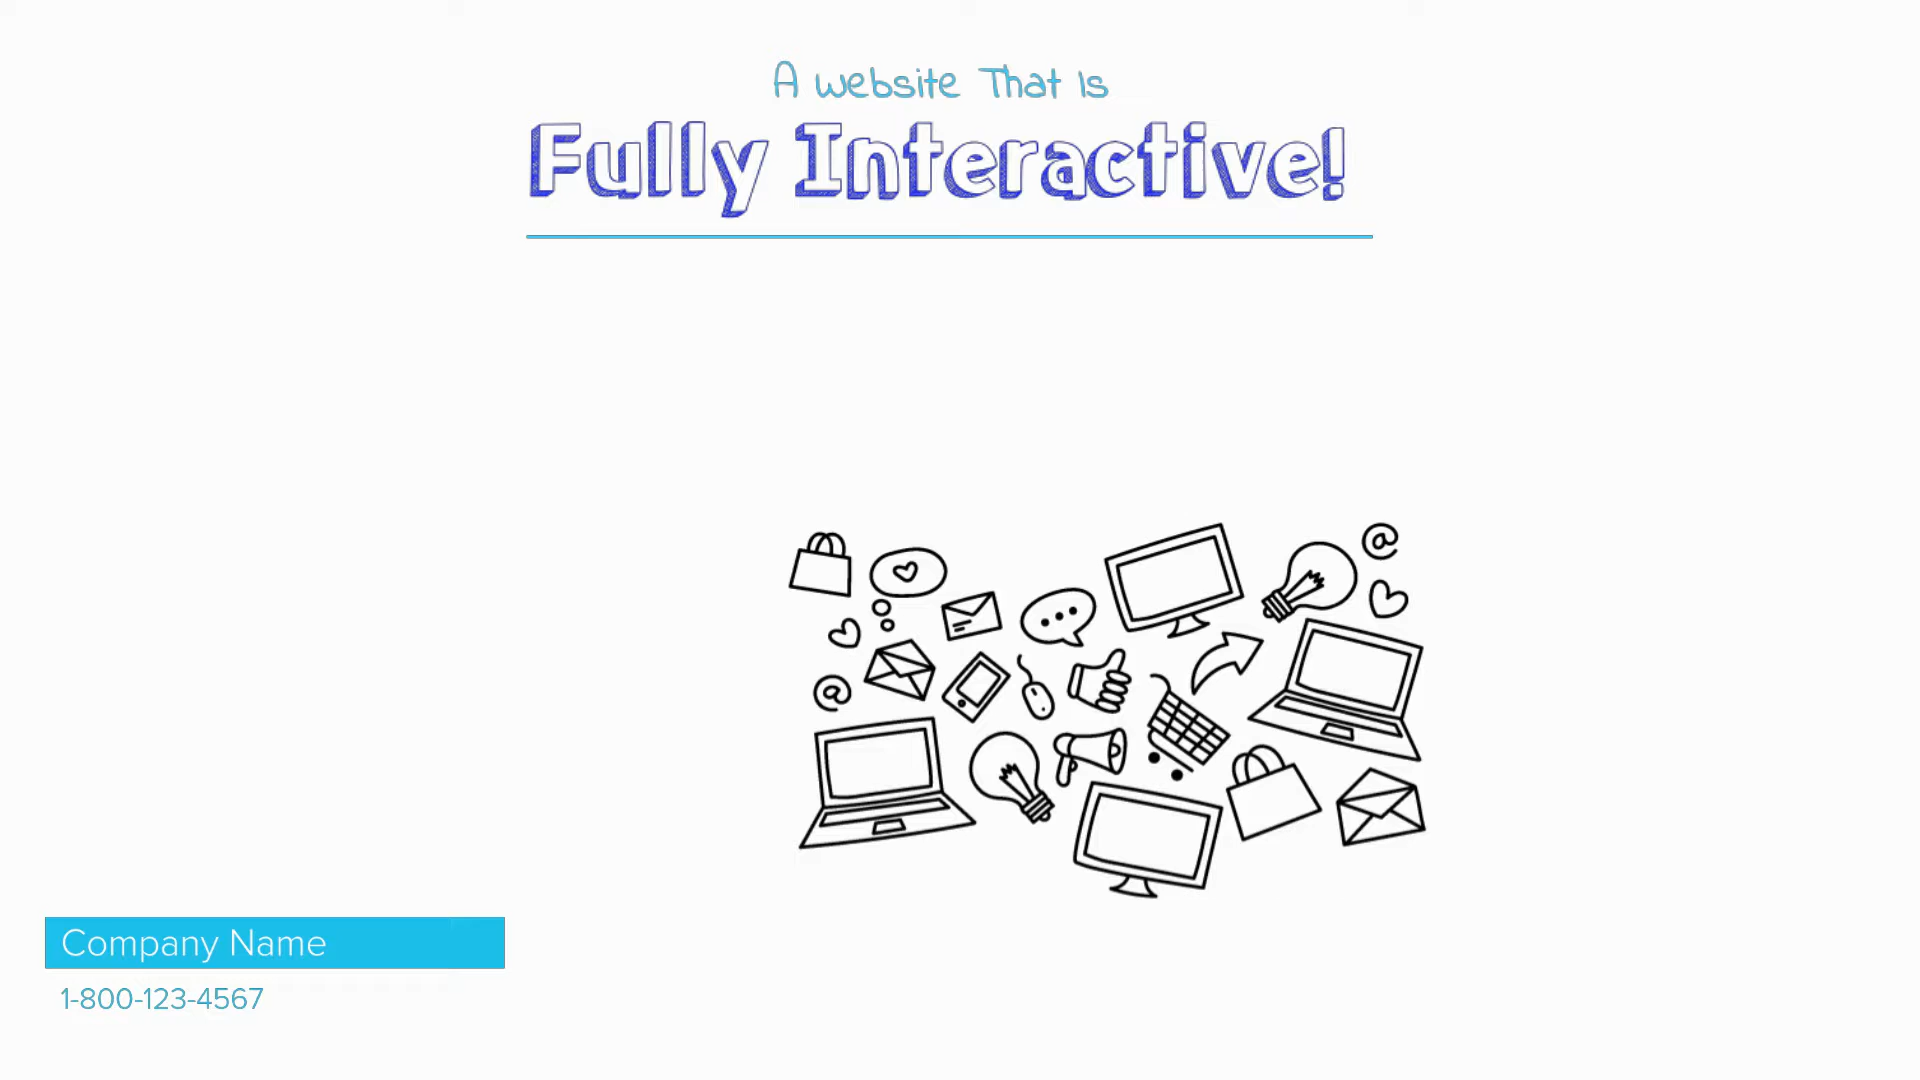 A website That Is
Fully Interactive!
@
@
Company Name
1-800-123-4567